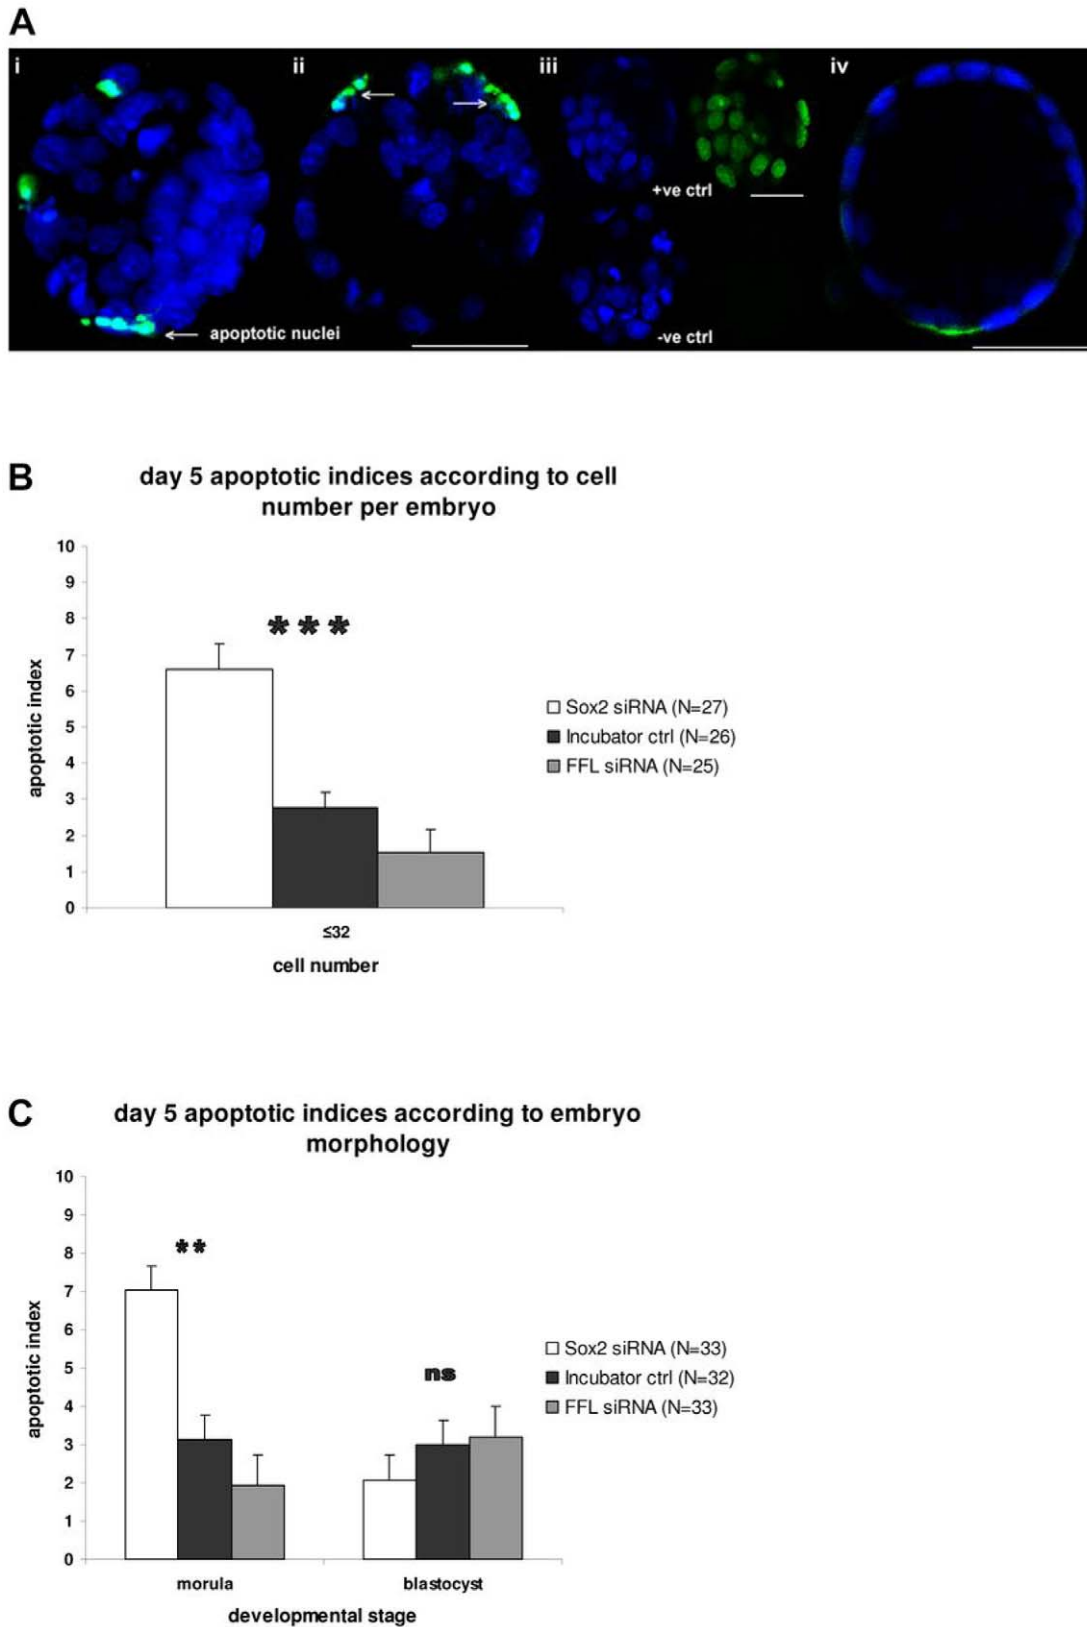 A
i
ii
iii
iv
+ve ctrl
apoptotic nuclei
-ve ctrl
B
day 5 apoptotic indices according to cell
number per embryo
10
9
8
7
6
5
4
3
2
1
0
apoptotic index
***
Sox2 siRNA (N=27)
Incubator ctrl (N=26)
FFL siRNA (N=25)
≤32
cell number
C
day 5 apoptotic indices according to embryo
morphology
10
9
8
7
6
5
4
3
2
1
0
apoptotic index
**
ns
Sox2 siRNA (N=33)
Incubator ctrl (N=32)
FFL siRNA (N=33)
morula
blastocyst
developmental stage